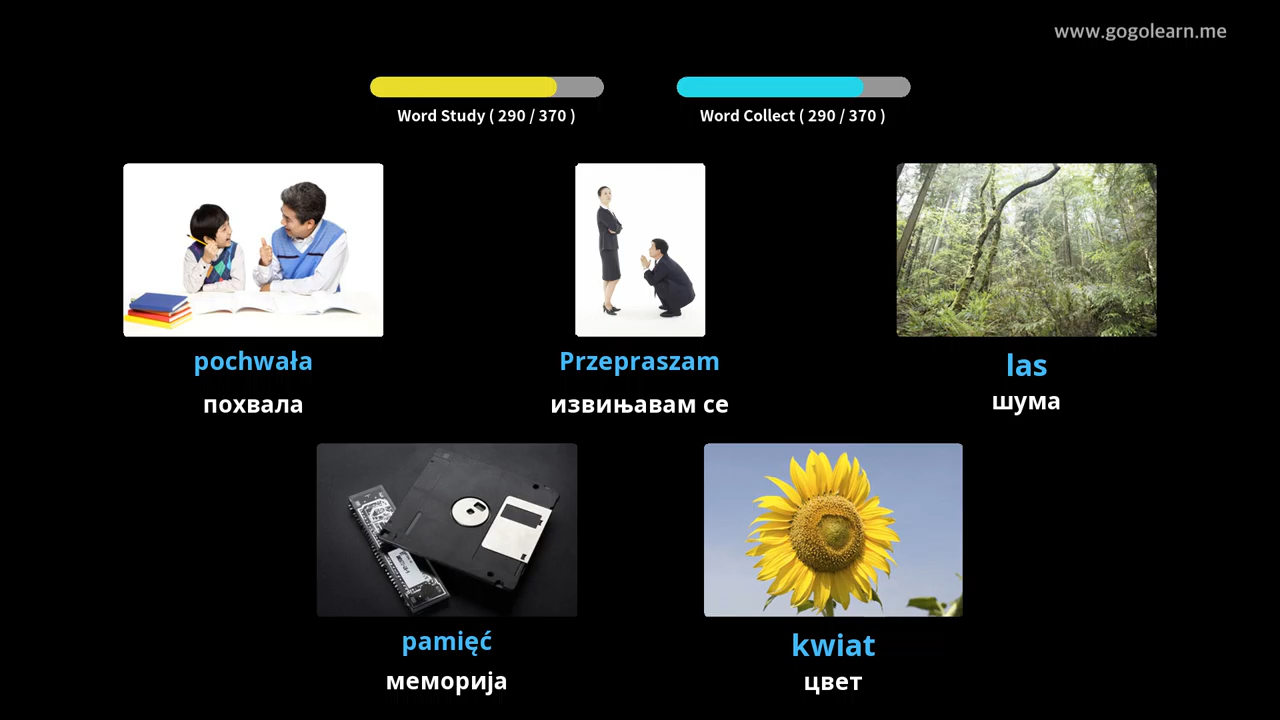 www.gogolearn.me
Word Study ( 290 / 370 )
Word Collect ( 290 / 370 )
pochwała
похвала
Przepraszam
извињавам се
las
шума
pamięć
меморија
kwiat
цвет